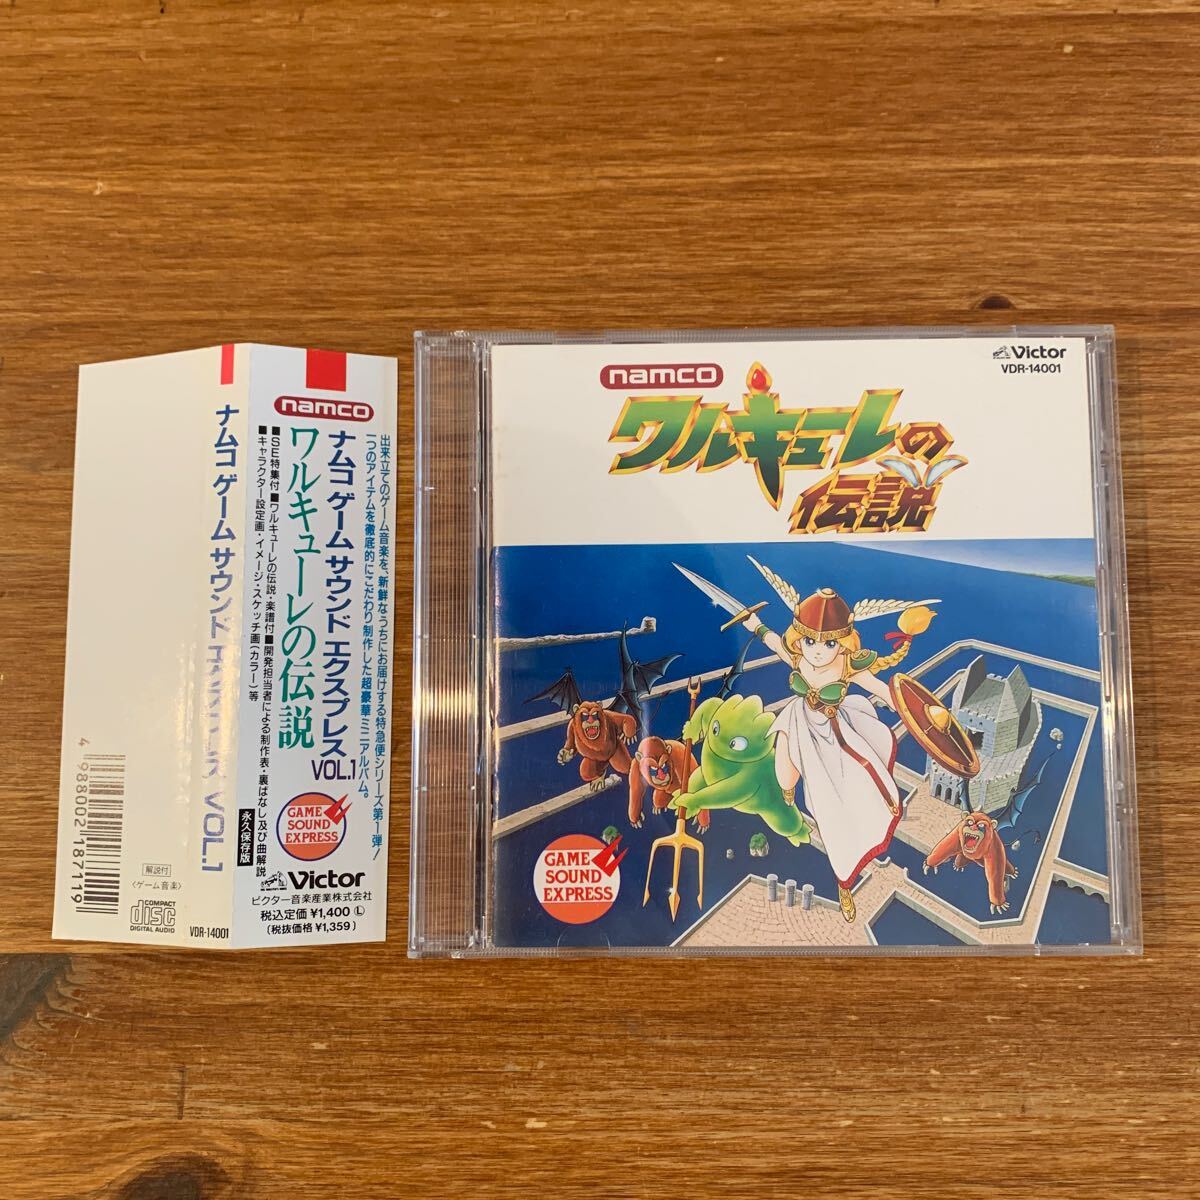 4 988002 187119
解説付
〈ゲーム音楽〉
COMPACT
disc
DIGITAL AUDIO
ナムコ ゲーム サウンド エクスプレス VOL.1
VDR-14001
namco
出来立てのゲーム音楽を、新鮮なうちにお届けする特急便シリーズ第1弾!
一つのアイテムを徹底的にこだわり制作した超豪華ミニアルバム。
ナムコ ゲーム サウンド エクスプレス VOL.1
ワルキューレの伝説
■SE特集付■ワルキューレの伝説・楽譜付■開発担当者による制作表・裏ばなし及び曲解説
■キャラクター設定画・イメージ・スケッチ画(カラー)等
永久保存版
GAME
SOUND
EXPRESS
Victor
ビクター音楽産業株式会社
税込定価 ¥1,400 Ⓛ
(税抜価格 ¥1,359)
namco
Victor
VDR-14001
ワルキューレの
伝説
GAME
SOUND
EXPRESS